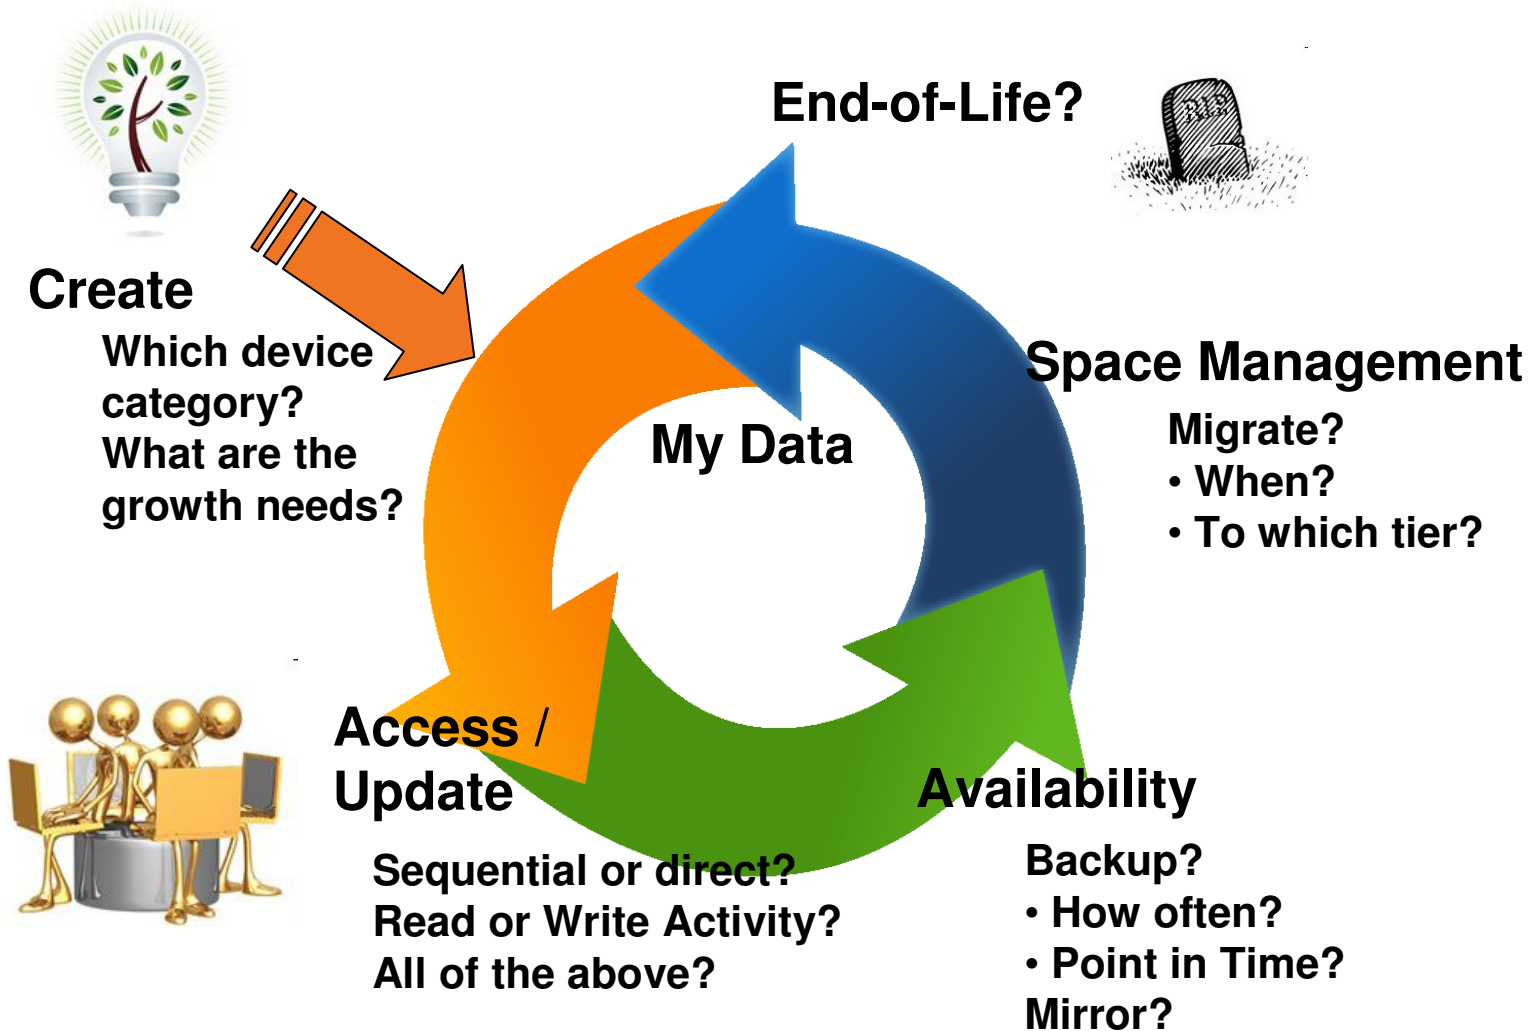 End-of-Life?
RIP
Create
Which device
category?
What are the
growth needs?
My Data
Space Management
Migrate?
• When?
• To which tier?
Access /
Update
Sequential or direct?
Read or Write Activity?
All of the above?
Availability
Backup?
• How often?
• Point in Time?
Mirror?